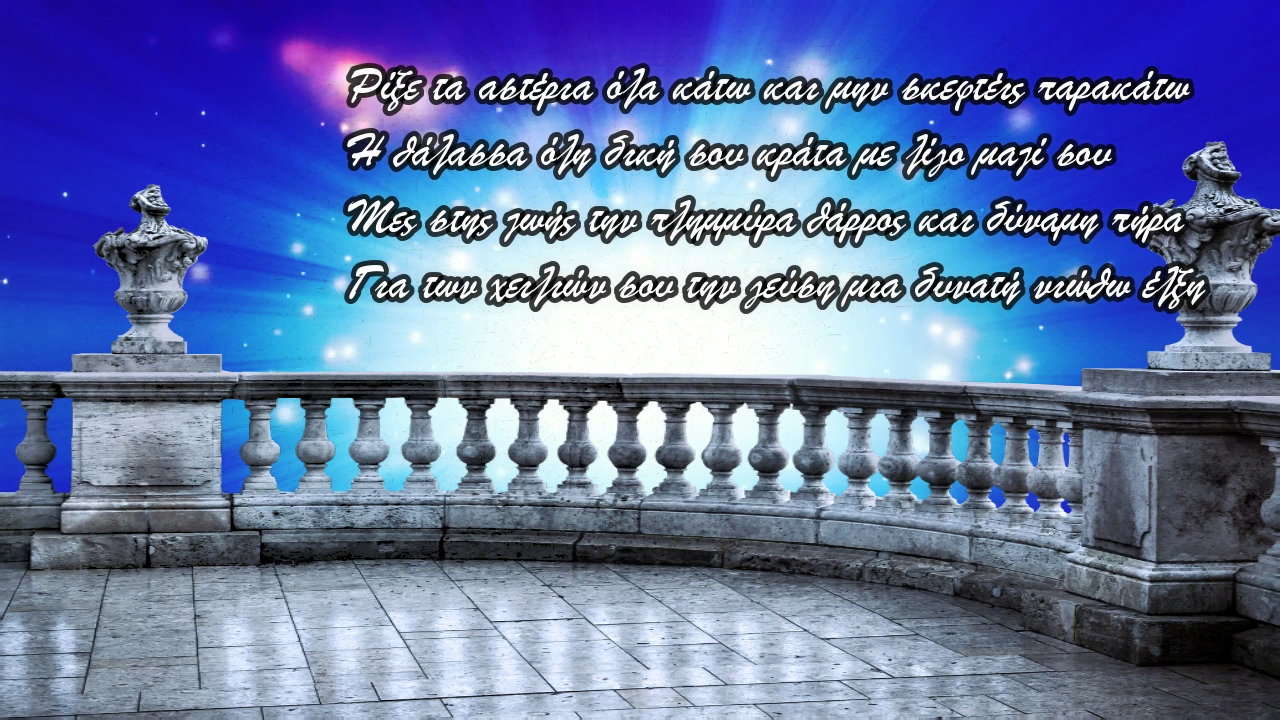 Ρίξε τα αστέρια όλα κάτω και μην σκεφτείς παρακάτω
Η θάλασσα όλη δική σου κράτα με λίγο μαζί σου
Μες στης ζωής την πλημμύρα θάρρος και δύναμη πήρα
Για των χειλιών σου την γεύση μια δυνατή νιώθω έλξη